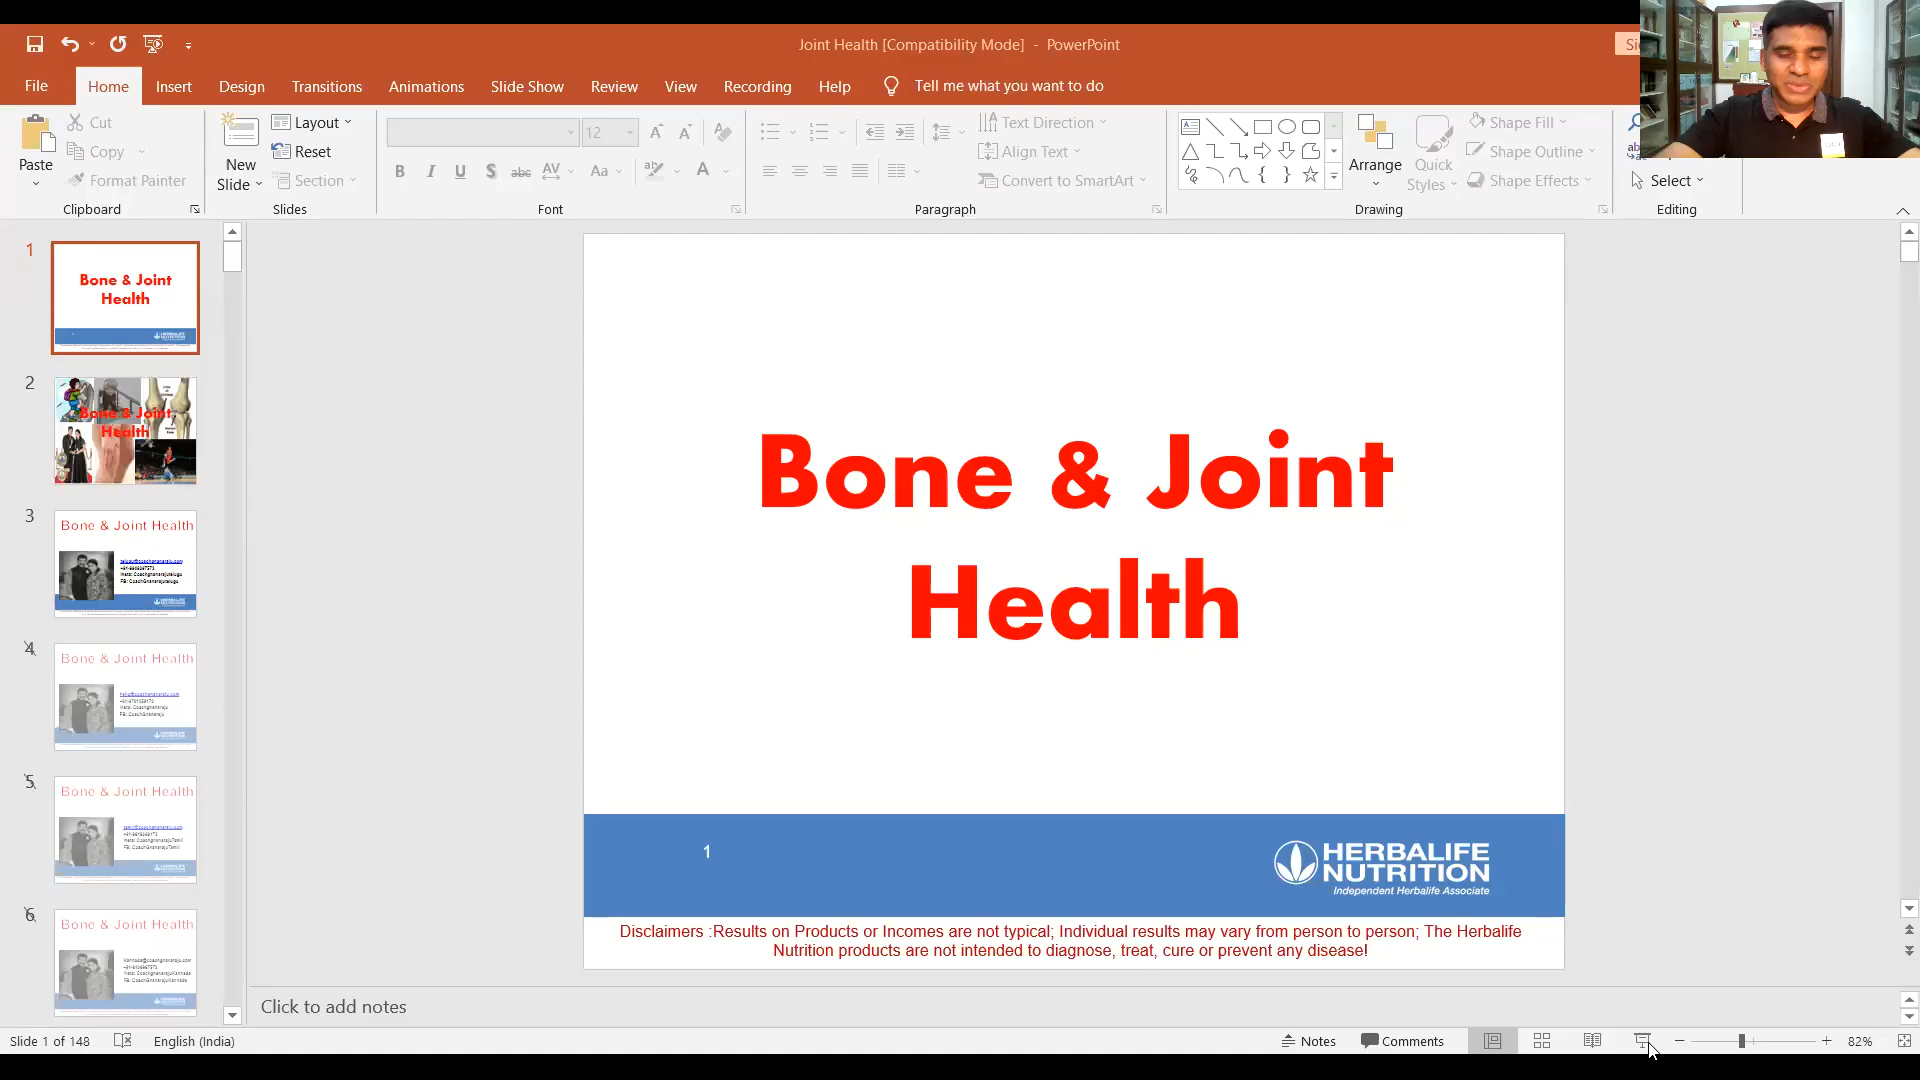 Joint Health [Compatibility Mode] - PowerPoint
File Home Insert Design Transitions Animations Slide Show Review View Recording Help Tell me what you want to do
Paste
Cut
Copy
Format Painter
Clipboard
New
Slide
Layout
Reset
Section
Slides
12
B I U S abc AV Aa A
Font
Paragraph
Text Direction
Align Text
Convert to SmartArt
Arrange
Quick
Styles
Shape Fill
Shape Outline
Shape Effects
Drawing
Select
Editing
1
Bone & Joint
Health
2
Bone & Joint
Health
3
Bone & Joint Health
4
Bone & Joint Health
5
Bone & Joint Health
6
Bone & Joint Health
Bone & Joint
Health
1
HERBALIFE
NUTRITION
Independent Herbalife Associate
Disclaimers :Results on Products or Incomes are not typical; Individual results may vary from person to person; The Herbalife
Nutrition products are not intended to diagnose, treat, cure or prevent any disease!
Click to add notes
Slide 1 of 148 English (India) Notes Comments 82%